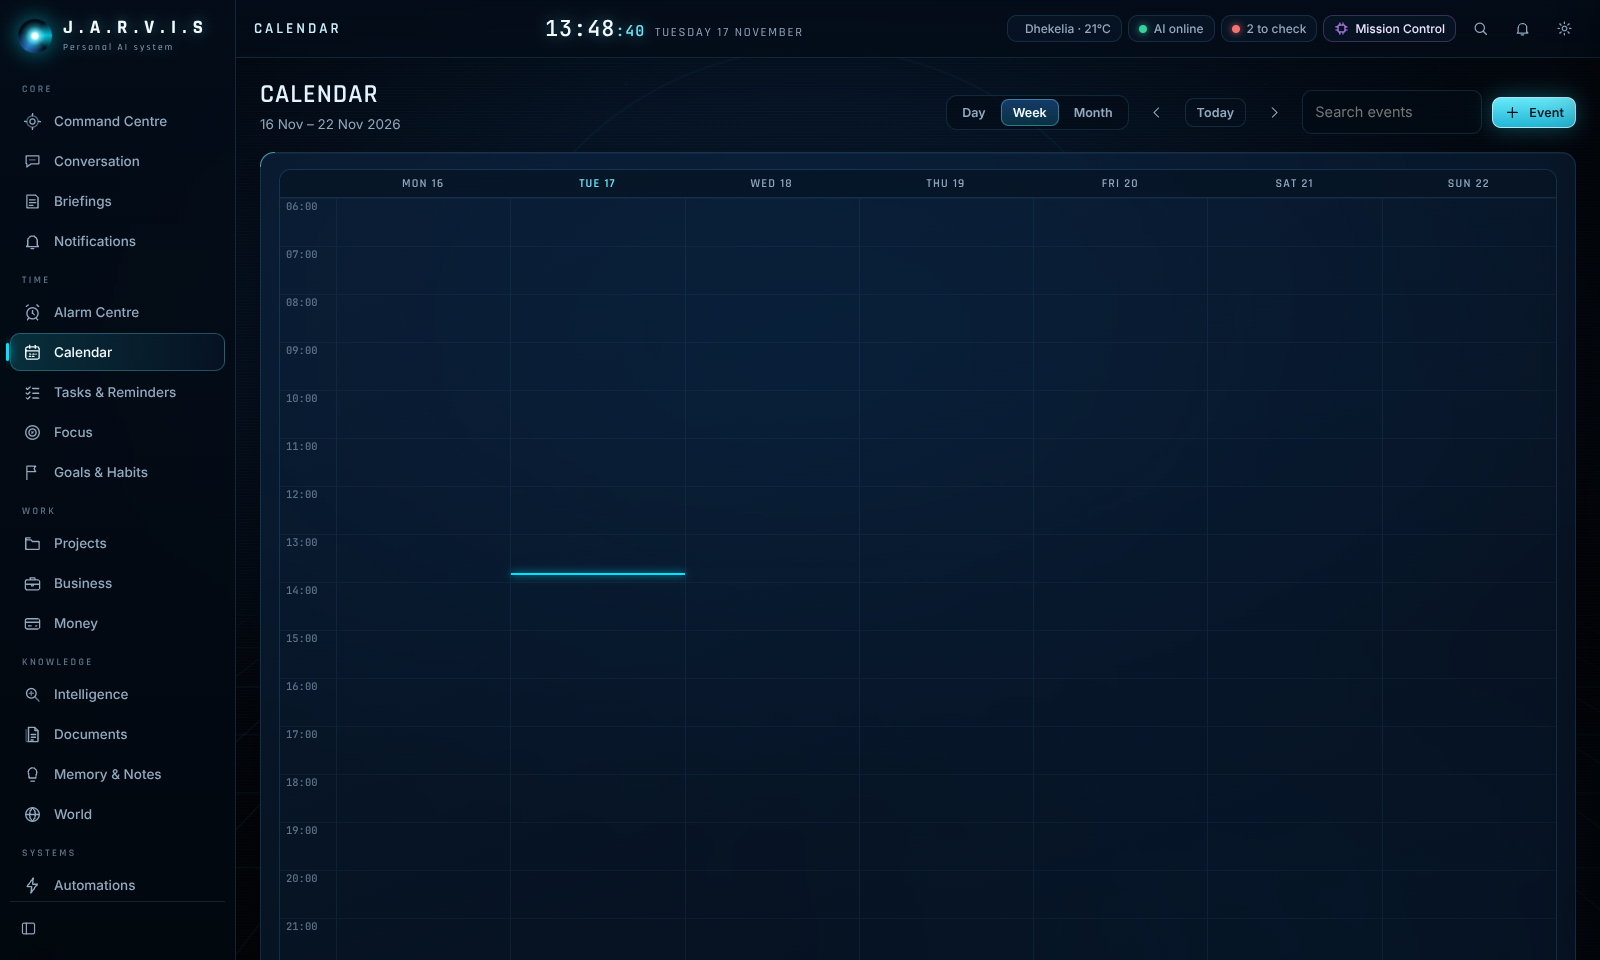 J.A.R.V.I.S
Personal AI system
CORE
Command Centre
Conversation
Briefings
Notifications
TIME
Alarm Centre
Calendar
Tasks & Reminders
Focus
Goals & Habits
WORK
Projects
Business
Money
KNOWLEDGE
Intelligence
Documents
Memory & Notes
World
SYSTEMS
Automations
CALENDAR
13:48:40 TUESDAY 17 NOVEMBER
Dhekelia · 21°C
AI online
2 to check
Mission Control
CALENDAR
16 Nov – 22 Nov 2026
Day Week Month
Today
Search events
+ Event
MON 16 TUE 17 WED 18 THU 19 FRI 20 SAT 21 SUN 22
06:00
07:00
08:00
09:00
10:00
11:00
12:00
13:00
14:00
15:00
16:00
17:00
18:00
19:00
20:00
21:00